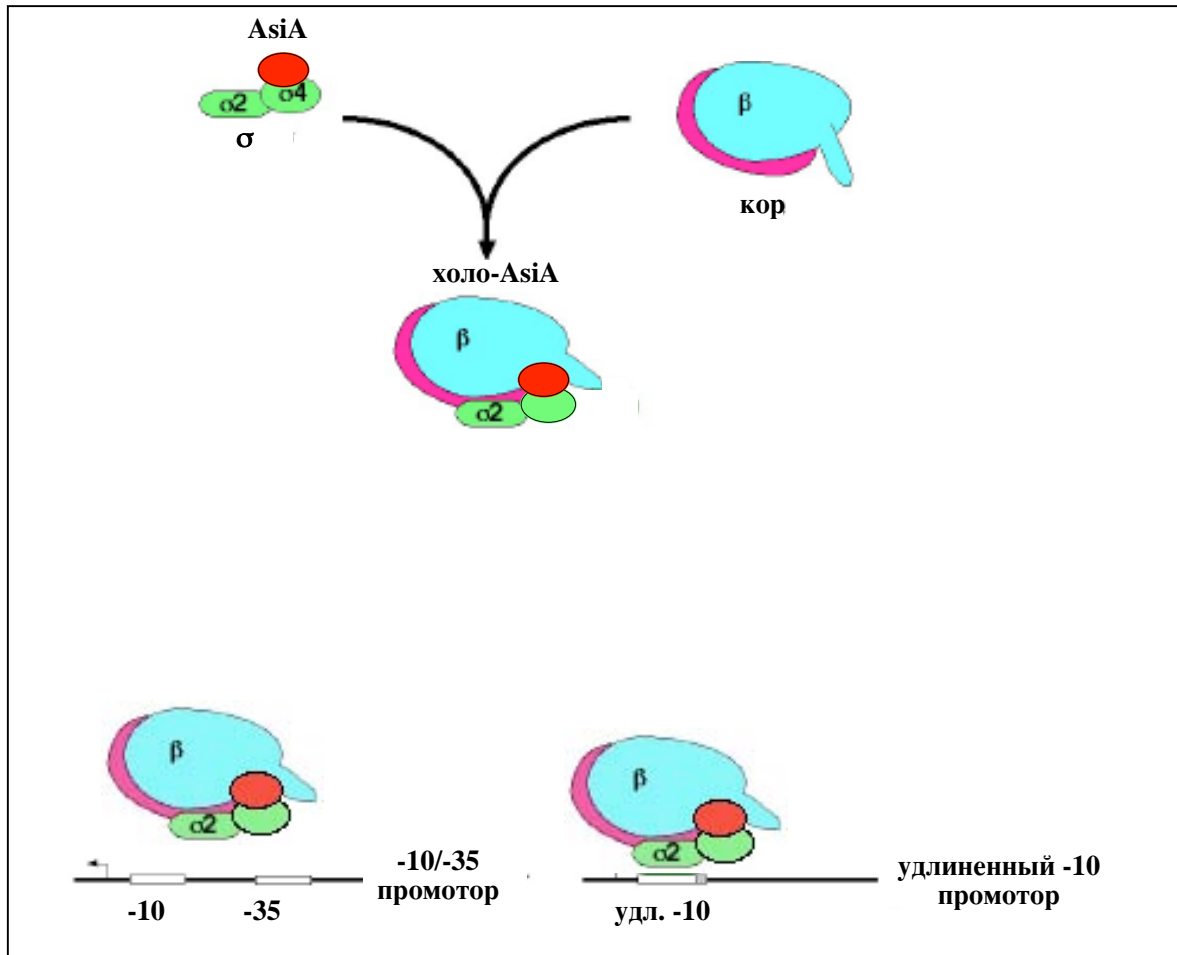 AsiA
σ2
σ4
σ
β
кор
холо-AsiA
β
σ2
β
σ2
-10/-35
промотор
-10
-35
β
σ2
удлиненный -10
промотор
удл. -10